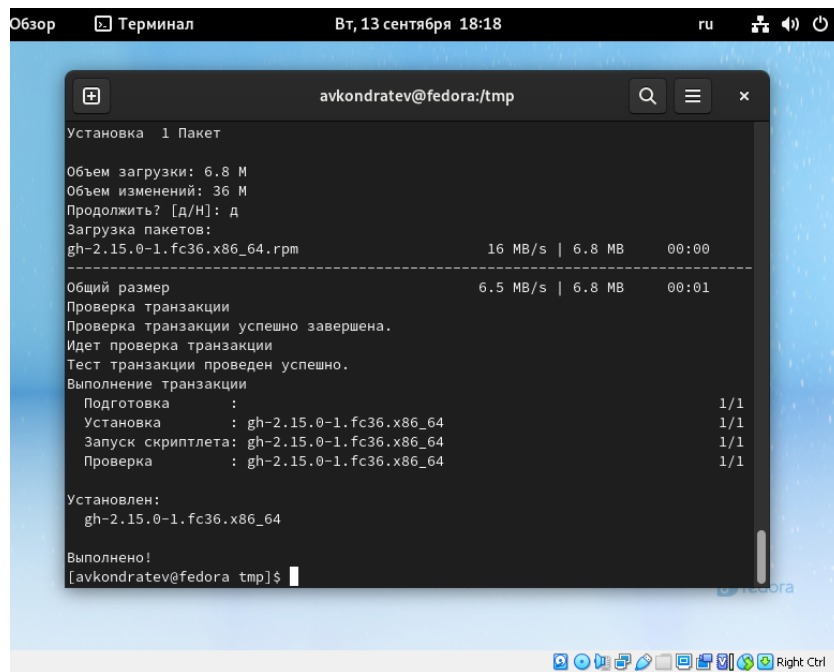 Обзор Терминал Вт, 13 сентября 18:18 ru
avkondratev@fedora:/tmp
Установка 1 Пакет
Объем загрузки: 6.8 M
Объем изменений: 36 M
Продолжить? [д/Н]: д
Загрузка пакетов:
gh-2.15.0-1.fc36.x86_64.rpm 16 MB/s | 6.8 MB 00:00
--------------------------------------------------------------------------------
Общий размер 6.5 MB/s | 6.8 MB 00:01
Проверка транзакции
Проверка транзакции успешно завершена.
Идет проверка транзакции
Тест транзакции проведен успешно.
Выполнение транзакции
Подготовка : 1/1
Установка : gh-2.15.0-1.fc36.x86_64 1/1
Запуск скриптлета: gh-2.15.0-1.fc36.x86_64 1/1
Проверка : gh-2.15.0-1.fc36.x86_64 1/1
Установлен:
gh-2.15.0-1.fc36.x86_64
Выполнено!
[avkondratev@fedora tmp]$
fedora
Right Ctrl